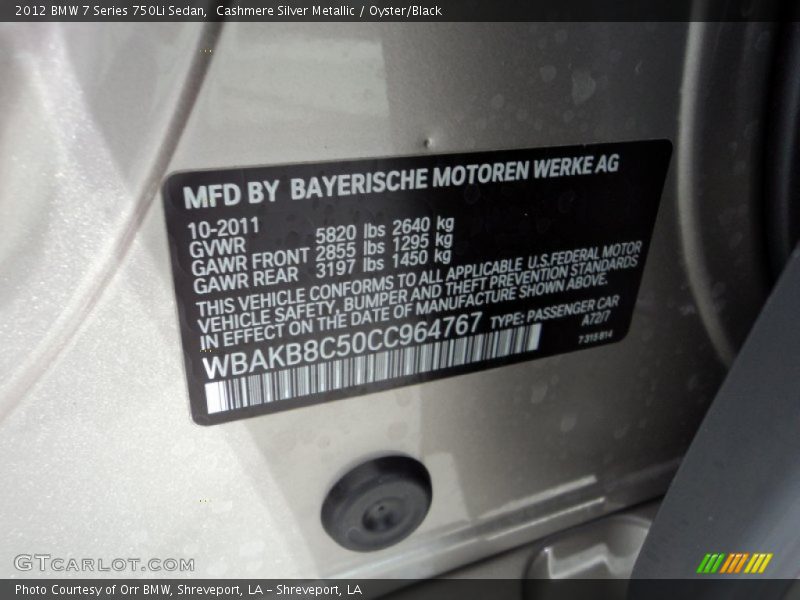 2012 BMW 7 Series 750Li Sedan,  Cashmere Silver Metallic / Oyster/Black
MFD BY BAYERISCHE MOTOREN WERKE AG
10-2011
GVWR 5820 lbs 2640 kg
GAWR FRONT 2855 lbs 1295 kg
GAWR REAR 3197 lbs 1450 kg
THIS VEHICLE CONFORMS TO ALL APPLICABLE U.S.FEDERAL MOTOR
VEHICLE SAFETY, BUMPER AND THEFT PREVENTION STANDARDS
IN EFFECT ON THE DATE OF MANUFACTURE SHOWN ABOVE.
WBAKB8C50CC964767 TYPE: PASSENGER CAR
A72/7
7 315 814
GTCARLOT.COM
Photo Courtesy of Orr BMW, Shreveport, LA – Shreveport, LA